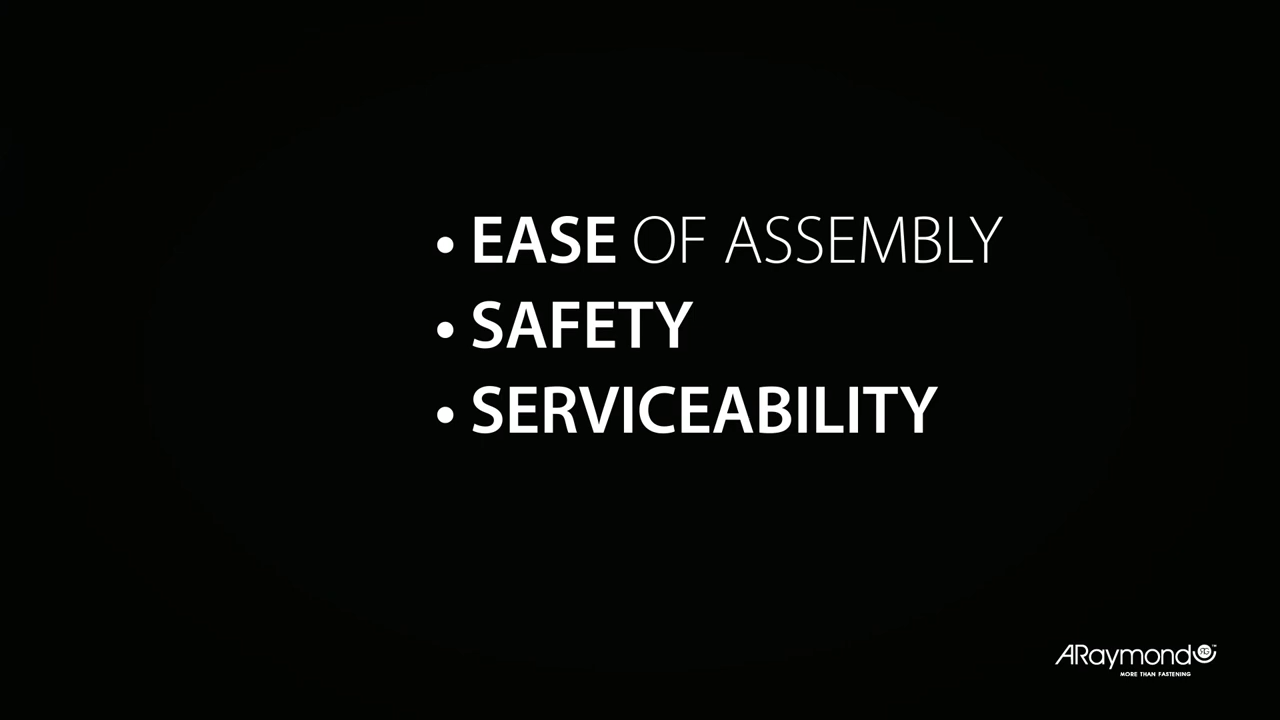 • EASE OF ASSEMBLY
• SAFETY
• SERVICEABILITY
ARaymond
MORE THAN FASTENING